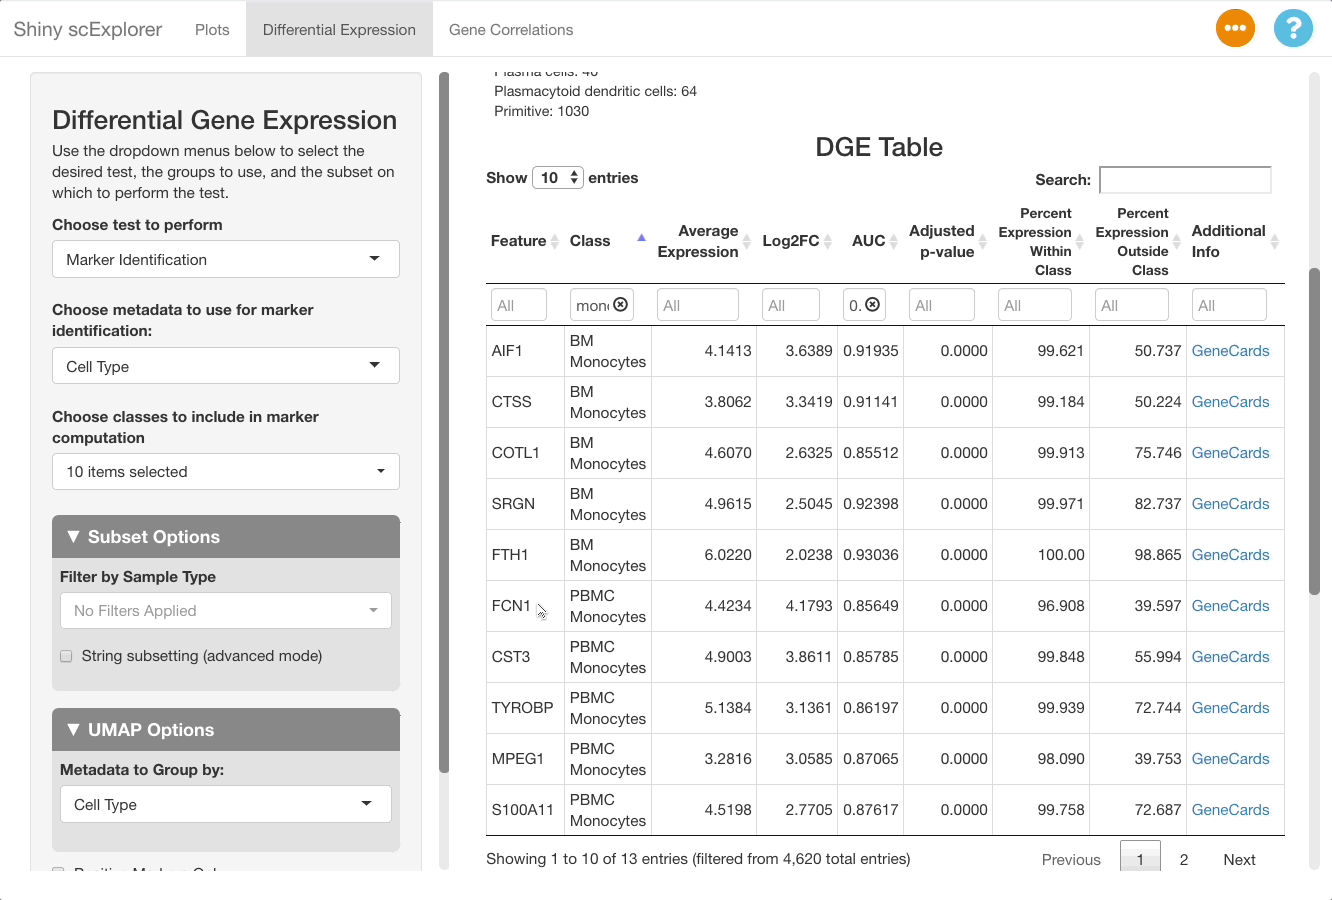 Shiny scExplorer Plots Differential Expression Gene Correlations ?
Differential Gene Expression
Use the dropdown menus below to select the
desired test, the groups to use, and the subset on
which to perform the test.
Choose test to perform
Marker Identification
Choose metadata to use for marker
identification:
Cell Type
Choose classes to include in marker
computation
10 items selected
▼ Subset Options
Filter by Sample Type
No Filters Applied
String subsetting (advanced mode)
▼ UMAP Options
Metadata to Group by:
Cell Type
Plasma cells: 40
Plasmacytoid dendritic cells: 64
Primitive: 1030
DGE Table
Show 10 entries
Search:
Feature Class Average Expression Log2FC AUC Adjusted p-value Percent Expression Within Class Percent Expression Outside Class Additional Info
All mono All All 0. All All All All
AIF1 BM Monocytes 4.1413 3.6389 0.91935 0.0000 99.621 50.737 GeneCards
CTSS BM Monocytes 3.8062 3.3419 0.91141 0.0000 99.184 50.224 GeneCards
COTL1 BM Monocytes 4.6070 2.6325 0.85512 0.0000 99.913 75.746 GeneCards
SRGN BM Monocytes 4.9615 2.5045 0.92398 0.0000 99.971 82.737 GeneCards
FTH1 BM Monocytes 6.0220 2.0238 0.93036 0.0000 100.00 98.865 GeneCards
FCN1 PBMC Monocytes 4.4234 4.1793 0.85649 0.0000 96.908 39.597 GeneCards
CST3 PBMC Monocytes 4.9003 3.8611 0.85785 0.0000 99.848 55.994 GeneCards
TYROBP PBMC Monocytes 5.1384 3.1361 0.86197 0.0000 99.939 72.744 GeneCards
MPEG1 PBMC Monocytes 3.2816 3.0585 0.87065 0.0000 98.090 39.753 GeneCards
S100A11 PBMC Monocytes 4.5198 2.7705 0.87617 0.0000 99.758 72.687 GeneCards
Showing 1 to 10 of 13 entries (filtered from 4,620 total entries)
Previous 1 2 Next